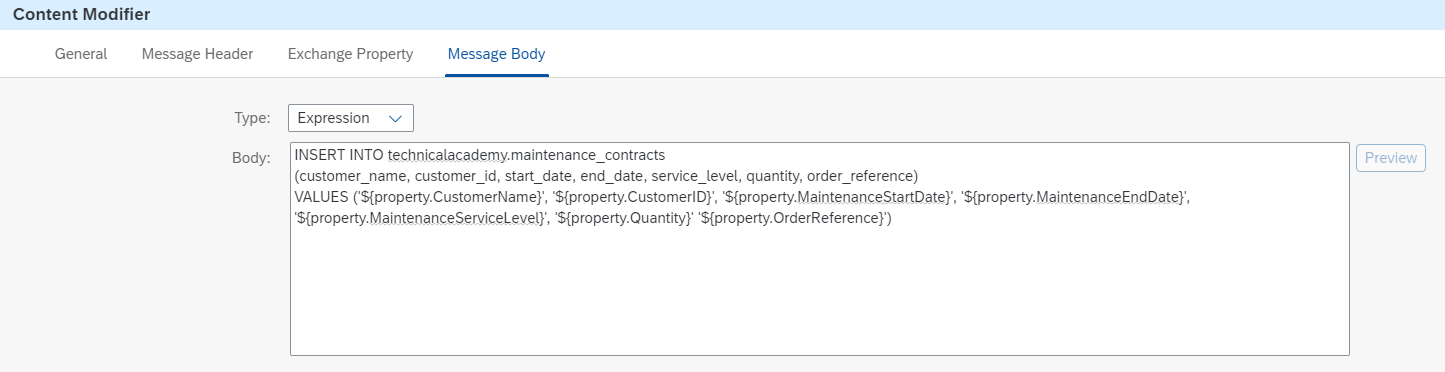 Content Modifier
General Message Header Exchange Property Message Body
Type: Expression
Body: INSERT INTO technicalacademy.maintenance_contracts Preview
(customer_name, customer_id, start_date, end_date, service_level, quantity, order_reference)
VALUES ('${property.CustomerName}', '${property.CustomerID}', '${property.MaintenanceStartDate}', '${property.MaintenanceEndDate}',
'${property.MaintenanceServiceLevel}', '${property.Quantity}' '${property.OrderReference}')